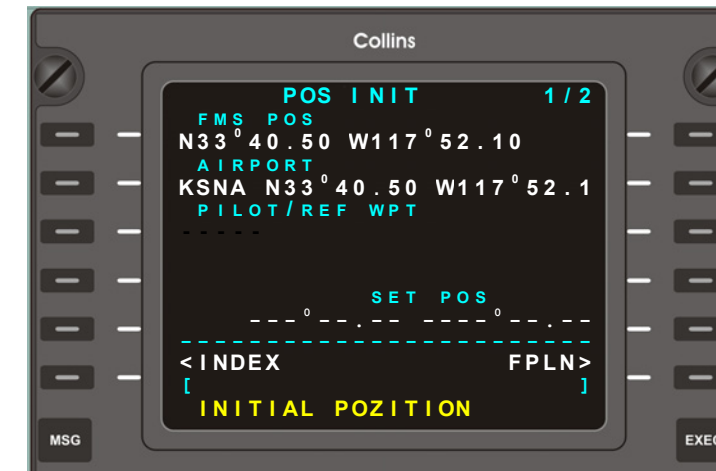 Collins
POS INIT 1/2
FMS POS
N33°40.50 W117°52.10
AIRPORT
KSNA N33°40.50 W117°52.1
PILOT/REF WPT
-----
SET POS
---°--.-- ----°--.--
------------------------
<INDEX FPLN>
[ ]
INITIAL POZITION
MSG EXEC